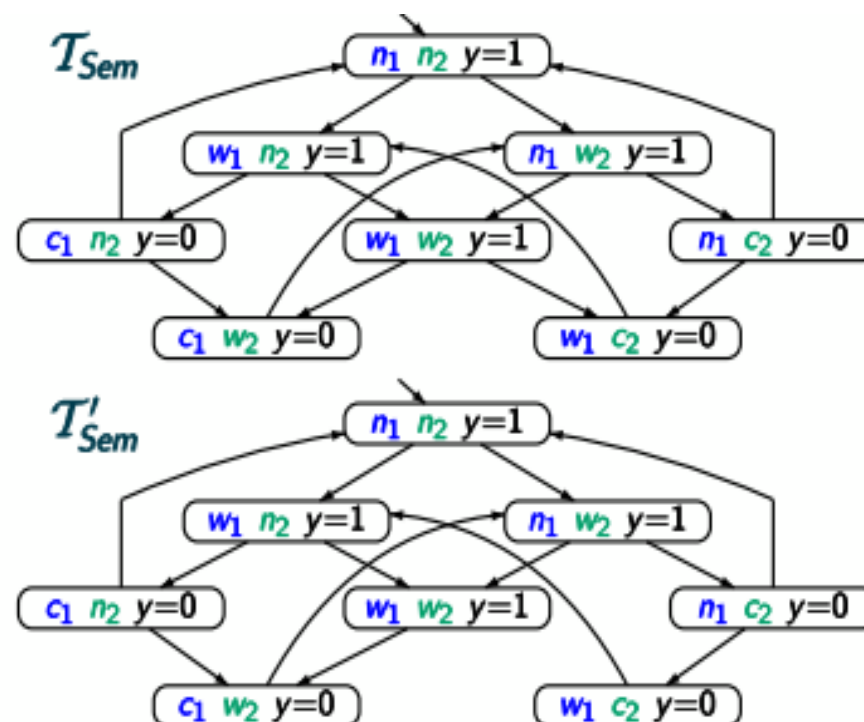 𝒯Sem
n₁ n₂ y=1
w₁ n₂ y=1 n₁ w₂ y=1
c₁ n₂ y=0 w₁ w₂ y=1 n₁ c₂ y=0
c₁ w₂ y=0 w₁ c₂ y=0
𝒯′Sem
n₁ n₂ y=1
w₁ n₂ y=1 n₁ w₂ y=1
c₁ n₂ y=0 w₁ w₂ y=1 n₁ c₂ y=0
c₁ w₂ y=0 w₁ c₂ y=0